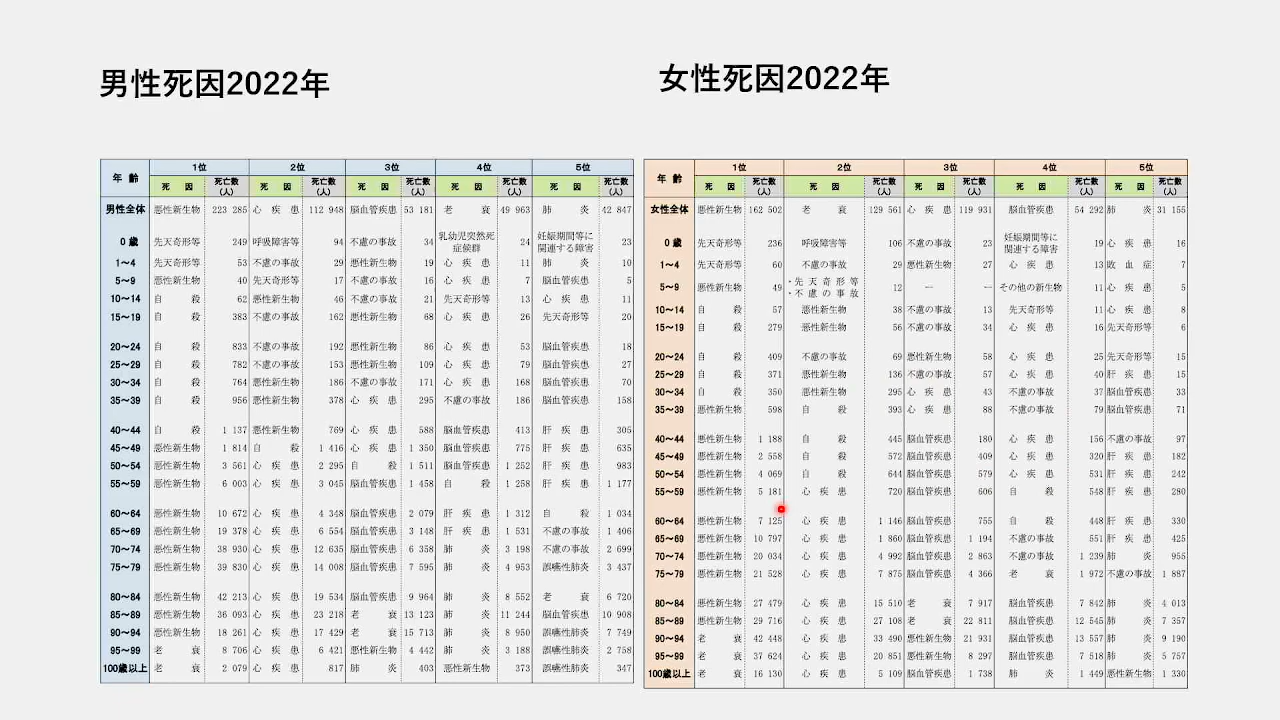 男性死因2022年
年 齢 1位 2位 3位 4位 5位
死 因 死亡数(人) 死 因 死亡数(人) 死 因 死亡数(人) 死 因 死亡数(人) 死 因 死亡数(人)
男性全体 悪性新生物 223 285 心 疾 患 112 948 脳血管疾患 53 181 老 衰 49 963 肺 炎 42 847
0歳 先天奇形等 249 呼吸障害等 94 不慮の事故 34 乳幼児突然死症候群 24 妊娠期間等に関連する障害 23
1～4 先天奇形等 53 不慮の事故 29 悪性新生物 19 心 疾 患 11 肺 炎 10
5～9 悪性新生物 40 先天奇形等 17 不慮の事故 16 心 疾 患 7 脳血管疾患 5
10～14 自 殺 62 悪性新生物 46 不慮の事故 21 先天奇形等 13 心 疾 患 11
15～19 自 殺 383 不慮の事故 162 悪性新生物 68 心 疾 患 26 先天奇形等 20
20～24 自 殺 833 不慮の事故 192 悪性新生物 86 心 疾 患 53 脳血管疾患 18
25～29 自 殺 782 不慮の事故 153 悪性新生物 109 心 疾 患 79 脳血管疾患 27
30～34 自 殺 764 悪性新生物 186 不慮の事故 171 心 疾 患 168 脳血管疾患 70
35～39 自 殺 956 悪性新生物 378 心 疾 患 295 不慮の事故 186 脳血管疾患 158
40～44 自 殺 1 137 悪性新生物 769 心 疾 患 588 脳血管疾患 413 肝 疾 患 305
45～49 悪性新生物 1 814 自 殺 1 416 心 疾 患 1 350 脳血管疾患 775 肝 疾 患 635
50～54 悪性新生物 3 561 心 疾 患 2 295 自 殺 1 511 脳血管疾患 1 252 肝 疾 患 983
55～59 悪性新生物 6 003 心 疾 患 3 045 脳血管疾患 1 458 自 殺 1 258 肝 疾 患 1 177
60～64 悪性新生物 10 672 心 疾 患 4 348 脳血管疾患 2 079 肝 疾 患 1 312 自 殺 1 034
65～69 悪性新生物 19 378 心 疾 患 6 554 脳血管疾患 3 148 肝 疾 患 1 531 不慮の事故 1 406
70～74 悪性新生物 38 930 心 疾 患 12 635 脳血管疾患 6 358 肺 炎 3 198 不慮の事故 2 699
75～79 悪性新生物 39 830 心 疾 患 14 008 脳血管疾患 7 595 肺 炎 4 953 誤嚥性肺炎 3 437
80～84 悪性新生物 42 213 心 疾 患 19 534 脳血管疾患 9 964 肺 炎 8 552 老 衰 6 720
85～89 悪性新生物 36 093 心 疾 患 23 218 老 衰 13 123 肺 炎 11 244 脳血管疾患 10 908
90～94 悪性新生物 18 261 心 疾 患 17 429 老 衰 15 713 肺 炎 8 950 誤嚥性肺炎 7 749
95～99 老 衰 8 706 心 疾 患 6 421 悪性新生物 4 442 肺 炎 3 188 誤嚥性肺炎 2 758
100歳以上 老 衰 2 079 心 疾 患 817 肺 炎 403 悪性新生物 373 誤嚥性肺炎 347
女性死因2022年
年 齢 1位 2位 3位 4位 5位
死 因 死亡数(人) 死 因 死亡数(人) 死 因 死亡数(人) 死 因 死亡数(人) 死 因 死亡数(人)
女性全体 悪性新生物 162 502 老 衰 129 561 心 疾 患 119 931 脳血管疾患 54 292 肺 炎 31 155
0歳 先天奇形等 236 呼吸障害等 106 不慮の事故 23 妊娠期間等に関連する障害 19 心 疾 患 16
1～4 先天奇形等 60 不慮の事故 29 悪性新生物 27 心 疾 患 13 敗 血 症 7
5～9 悪性新生物 49 ・先 天 奇 形 等 ・不 慮 の 事 故 12 － － その他の新生物 11 心 疾 患 5
10～14 自 殺 57 悪性新生物 38 不慮の事故 13 先天奇形等 11 心 疾 患 8
15～19 自 殺 279 悪性新生物 56 不慮の事故 34 心 疾 患 16 先天奇形等 6
20～24 自 殺 409 不慮の事故 69 悪性新生物 58 心 疾 患 25 先天奇形等 15
25～29 自 殺 371 悪性新生物 136 不慮の事故 57 心 疾 患 40 肝 疾 患 15
30～34 自 殺 350 悪性新生物 295 心 疾 患 43 不慮の事故 37 脳血管疾患 33
35～39 悪性新生物 598 自 殺 393 心 疾 患 88 不慮の事故 79 脳血管疾患 71
40～44 悪性新生物 1 188 自 殺 445 脳血管疾患 180 心 疾 患 156 不慮の事故 97
45～49 悪性新生物 2 558 自 殺 572 脳血管疾患 409 心 疾 患 320 肝 疾 患 182
50～54 悪性新生物 4 069 自 殺 644 脳血管疾患 579 心 疾 患 531 肝 疾 患 242
55～59 悪性新生物 5 181 心 疾 患 720 脳血管疾患 606 自 殺 548 肝 疾 患 280
60～64 悪性新生物 7 125 心 疾 患 1 146 脳血管疾患 755 自 殺 448 肝 疾 患 330
65～69 悪性新生物 10 797 心 疾 患 1 860 脳血管疾患 1 194 不慮の事故 551 肝 疾 患 425
70～74 悪性新生物 20 034 心 疾 患 4 992 脳血管疾患 2 863 不慮の事故 1 239 肺 炎 955
75～79 悪性新生物 21 528 心 疾 患 7 875 脳血管疾患 4 366 老 衰 1 972 不慮の事故 1 887
80～84 悪性新生物 27 479 心 疾 患 15 510 老 衰 7 917 脳血管疾患 7 842 肺 炎 4 013
85～89 悪性新生物 29 716 心 疾 患 27 108 老 衰 22 811 脳血管疾患 12 545 肺 炎 7 357
90～94 老 衰 42 448 心 疾 患 33 490 悪性新生物 21 931 脳血管疾患 13 557 肺 炎 9 190
95～99 老 衰 37 624 心 疾 患 20 851 悪性新生物 8 297 脳血管疾患 7 518 肺 炎 5 757
100歳以上 老 衰 16 130 心 疾 患 5 109 脳血管疾患 1 738 肺 炎 1 449 悪性新生物 1 330